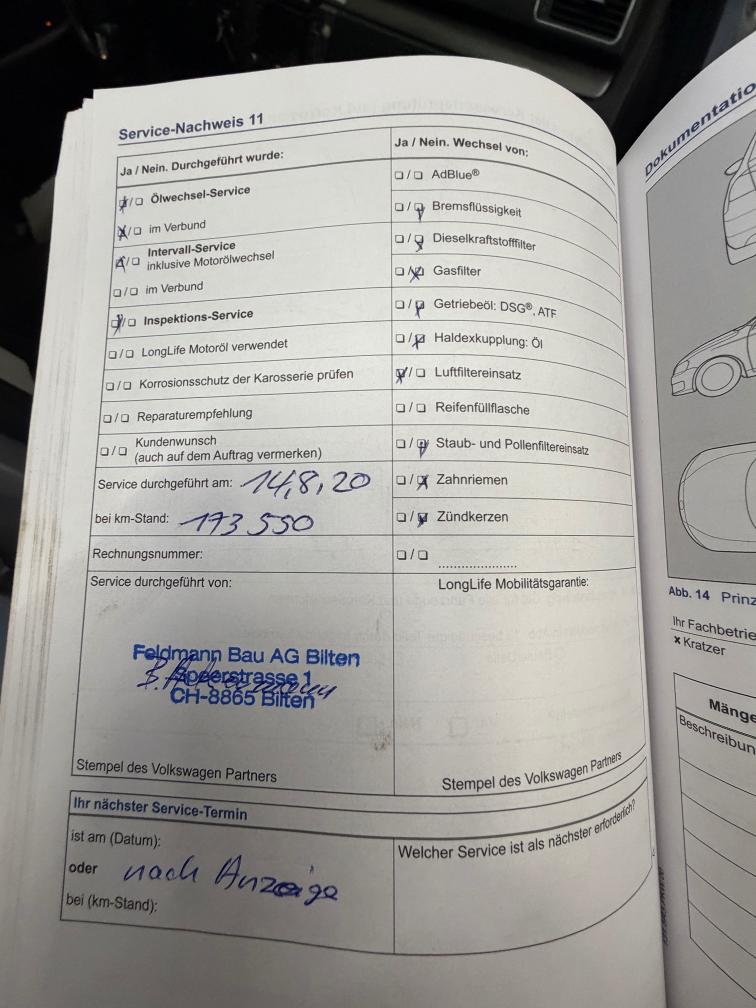 Service-Nachweis 11
Ja / Nein. Durchgeführt wurde:
☒/☐ Ölwechsel-Service
☒/☐ im Verbund
☒/☐ Intervall-Service
inklusive Motorölwechsel
☐/☐ im Verbund
☒/☐ Inspektions-Service
☐/☐ LongLife Motoröl verwendet
☐/☐ Korrosionsschutz der Karosserie prüfen
☐/☐ Reparaturempfehlung
☐/☐ Kundenwunsch
(auch auf dem Auftrag vermerken)
Service durchgeführt am: 14,8,20
bei km-Stand: 173 550
Rechnungsnummer:
Service durchgeführt von:
Feldmann Bau AG Bilten
Speerstrasse 1
CH-8865 Bilten
Stempel des Volkswagen Partners
Ja / Nein. Wechsel von:
☐/☐ AdBlue®
☐/☒ Bremsflüssigkeit
☐/☒ Dieselkraftstofffilter
☐/☒ Gasfilter
☐/☒ Getriebeöl: DSG®, ATF
☐/☒ Haldexkupplung: Öl
☒/☐ Luftfiltereinsatz
☐/☐ Reifenfüllflasche
☐/☒ Staub- und Pollenfiltereinsatz
☐/☒ Zahnriemen
☐/☒ Zündkerzen
☐/☐ ......................
LongLife Mobilitätsgarantie:
Stempel des Volkswagen Partners
Ihr nächster Service-Termin
ist am (Datum):
oder nach Anzeige
bei (km-Stand):
Welcher Service ist als nächster erforderlich?
Dokumentatio
Abb. 14 Prinz
Ihr Fachbetrie
× Kratzer
Mänge
Beschreibun